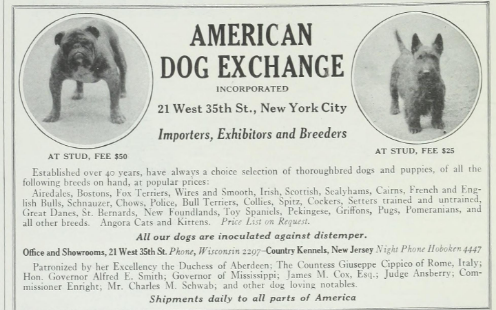 AMERICAN
DOG EXCHANGE
INCORPORATED
21 West 35th St., New York City
Importers, Exhibitors and Breeders
AT STUD, FEE $50
AT STUD, FEE $25
Established over 40 years, have always a choice selection of thoroughbred dogs and puppies, of all the
following breeds on hand, at popular prices:
Airedales, Bostons, Fox Terriers, Wires and Smooth, Irish, Scottish, Sealyhams, Cairns, French and Eng-
lish Bulls, Schnauzer, Chows, Police, Bull Terriers, Collies, Spitz, Cockers, Setters trained and untrained,
Great Danes, St. Bernards, New Foundlands, Toy Spaniels, Pekingese, Griffons, Pugs, Pomeranians, and
all other breeds. Angora Cats and Kittens. Price List on Request.
All our dogs are inoculated against distemper.
Office and Showrooms, 21 West 35th St. Phone, Wisconsin 2297—Country Kennels, New Jersey Night Phone Hoboken 4447
Patronized by her Excellency the Duchess of Aberdeen; The Countess Giuseppe Cippico of Rome, Italy;
Hon. Governor Alfred E. Smith; Governor of Mississippi; James M. Cox, Esq.; Judge Ansberry; Com-
missioner Enright; Mr. Charles M. Schwab; and other dog loving notables.
Shipments daily to all parts of America